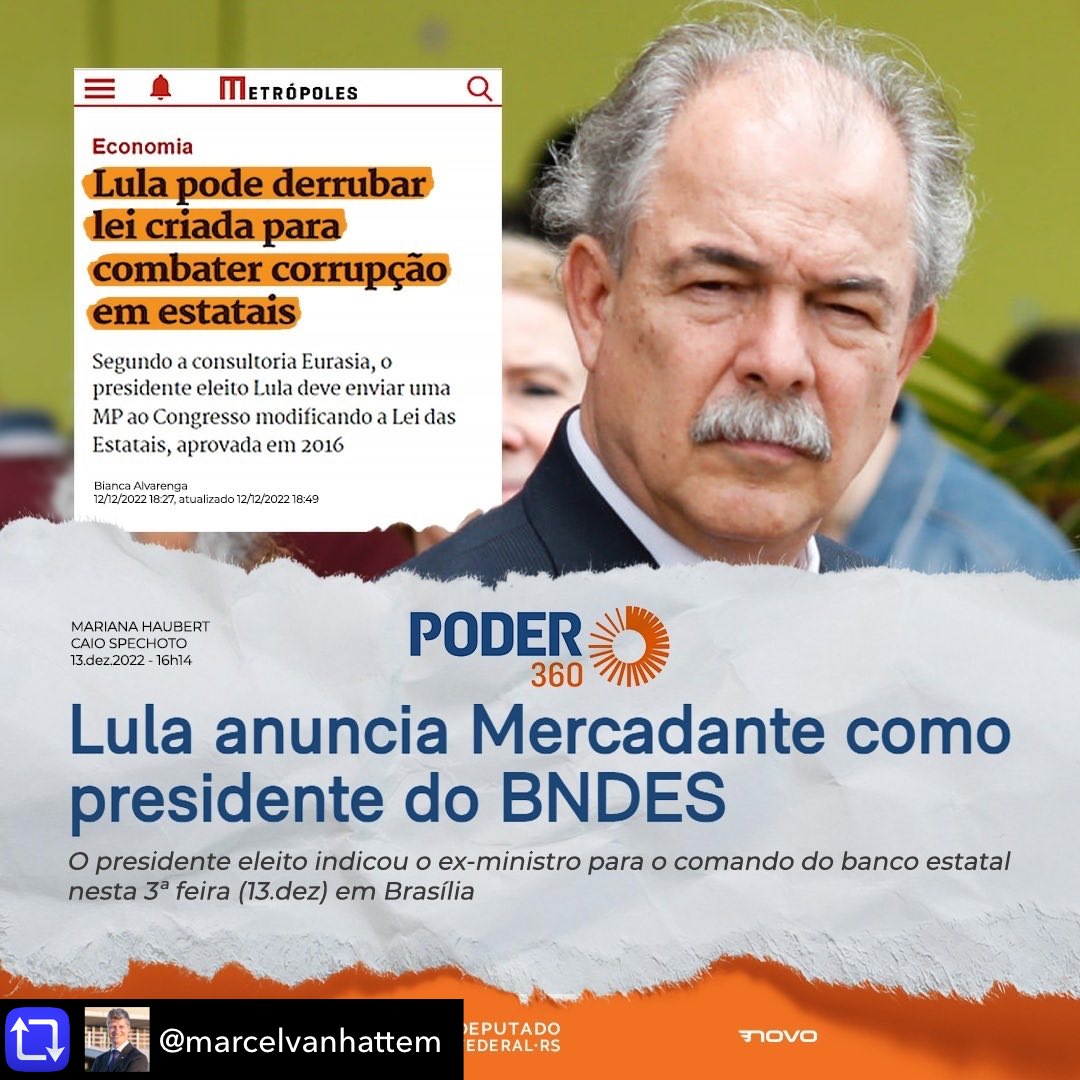 METRÓPOLES
Economia
Lula pode derrubar
lei criada para
combater corrupção
em estatais
Segundo a consultoria Eurasia, o
presidente eleito Lula deve enviar uma
MP ao Congresso modificando a Lei das
Estatais, aprovada em 2016
Bianca Alvarenga
12/12/2022 18:27, atualizado 12/12/2022 18:49
MARIANA HAUBERT
CAIO SPECHOTO
13.dez.2022 - 16h14
PODER
360
Lula anuncia Mercadante como
presidente do BNDES
O presidente eleito indicou o ex-ministro para o comando do banco estatal
nesta 3ª feira (13.dez) em Brasília
@marcelvanhattem
DEPUTADO
FEDERAL·RS
NOVO